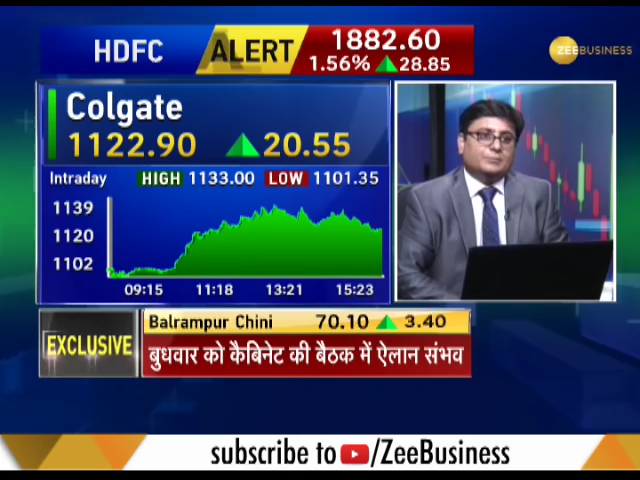 HDFC
ALERT
1882.60
1.56% 28.85
ZEEBUSINESS
Colgate
1122.90 20.55
Intraday HIGH 1133.00 LOW 1101.35
1139
1120
1102
09:15 11:18 13:21 15:23
EXCLUSIVE
Balrampur Chini 70.10 3.40
बुधवार को कैबिनेट की बैठक में ऐलान संभव
subscribe to /ZeeBusiness